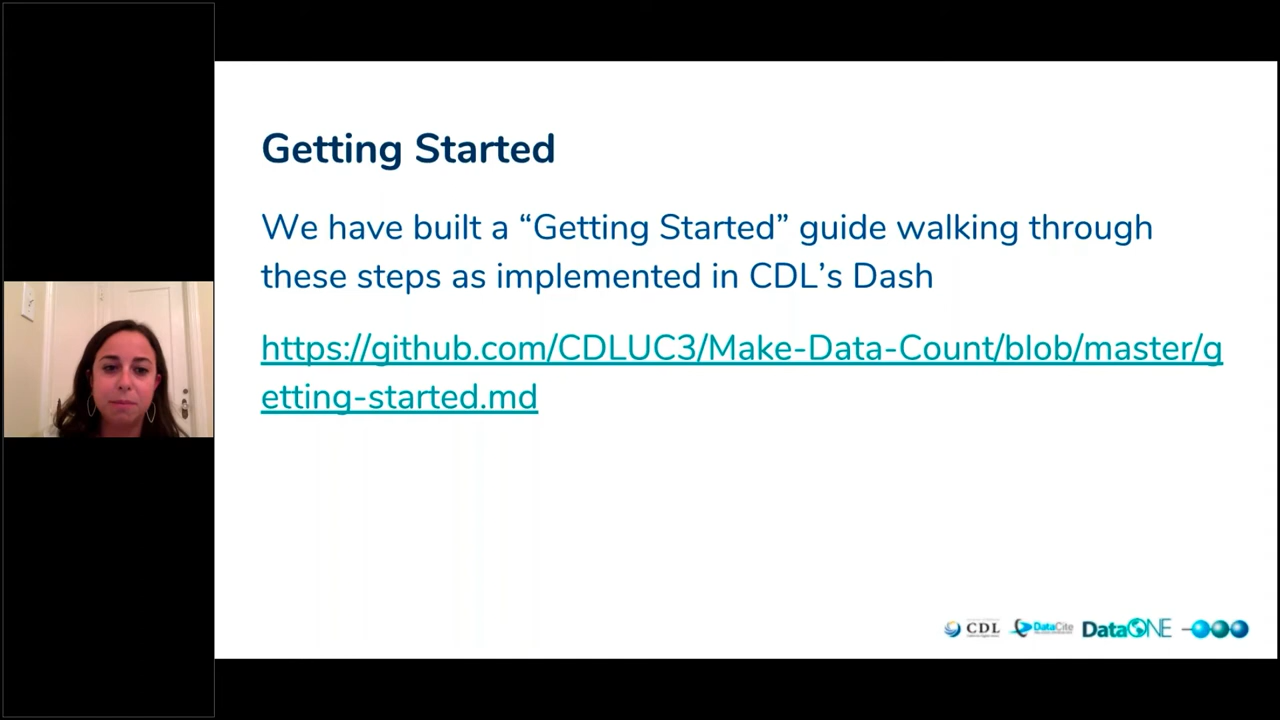 Getting Started
We have built a “Getting Started” guide walking through
these steps as implemented in CDL’s Dash
https://github.com/CDLUC3/Make-Data-Count/blob/master/g
etting-started.md
CDL DataCite DataONE